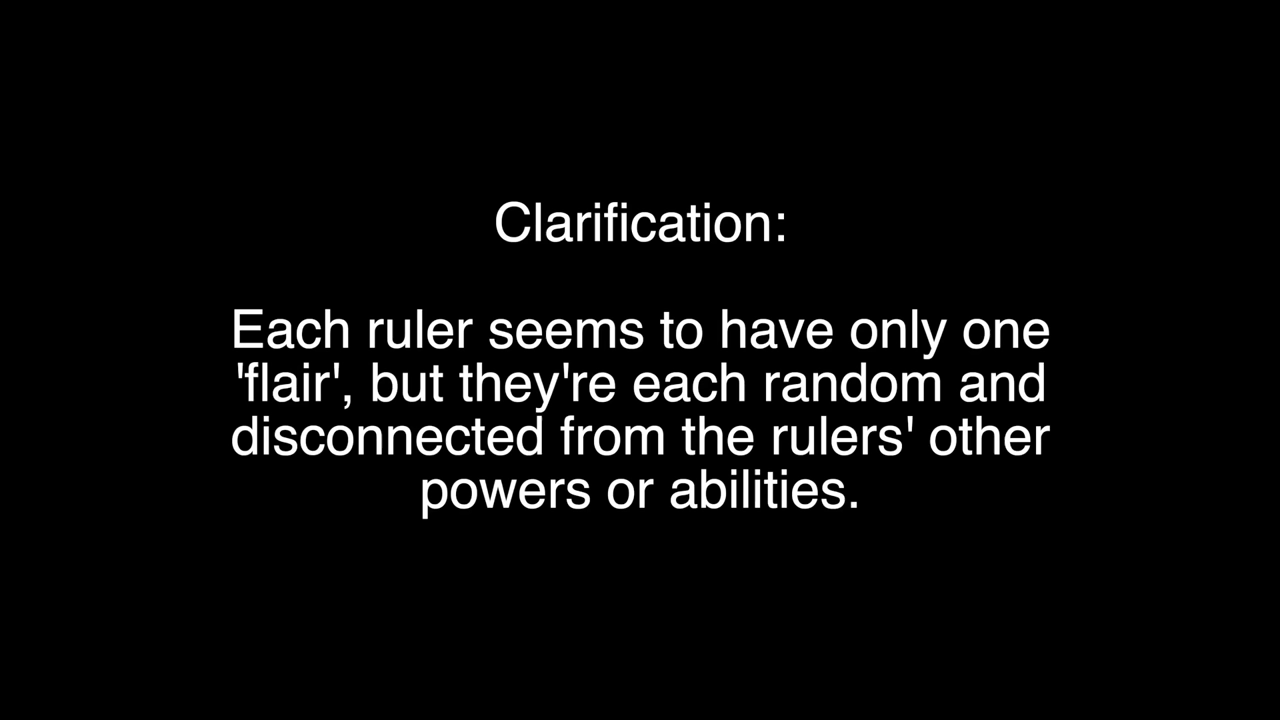 Clarification:
Each ruler seems to have only one
'flair', but they're each random and
disconnected from the rulers' other
powers or abilities.